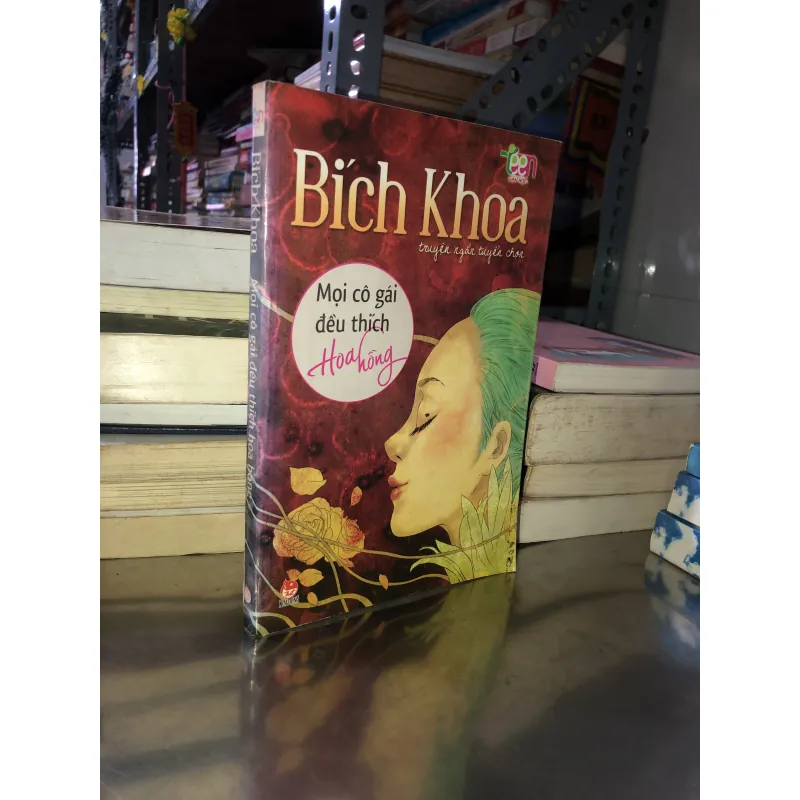 teen
Bích Khoa
truyện ngắn tuyển chọn
Mọi cô gái
đều thích
Hoa hồng
Bích Khoa Mọi cô gái đều thích hoa hồng